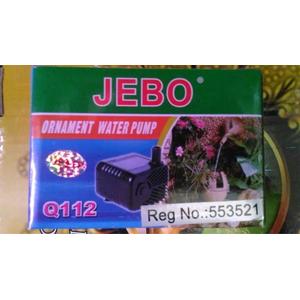 JEBO
ORNAMENT WATER PUMP
Q112
Reg No.:553521